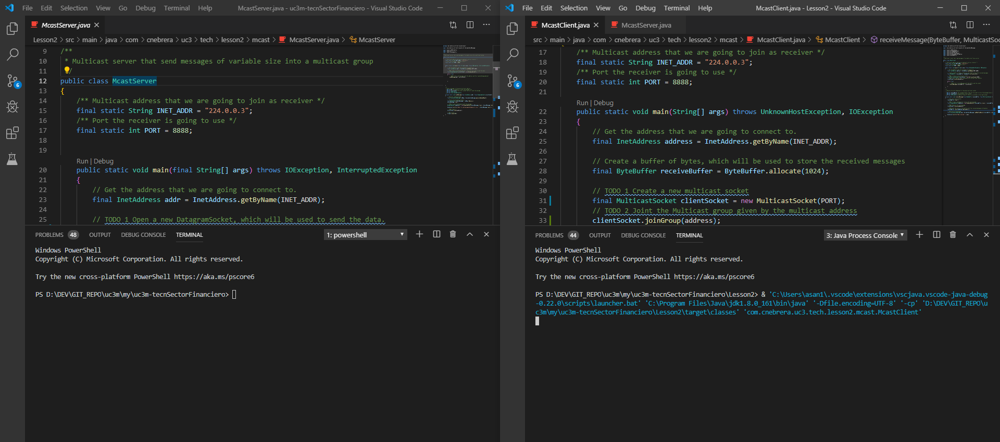 File Edit Selection View Go Debug Terminal Help McastServer.java - uc3m-tecnSectorFinanciero - Visual Studio Code
McastServer.java
Lesson2 > src > main > java > com > cnebrera > uc3 > tech > lesson2 > mcast > McastServer.java > McastServer
9 /**
10 * Multicast server that send messages of variable size into a multicast group
11 */
12 public class McastServer
13 {
14 /** Multicast address that we are going to join as receiver */
15 final static String INET_ADDR = "224.0.0.3";
16 /** Port the receiver is going to use */
17 final static int PORT = 8888;
18
19
Run | Debug
20 public static void main(final String[] args) throws IOException, InterruptedException
21 {
22 // Get the address that we are going to connect to.
23 final InetAddress addr = InetAddress.getByName(INET_ADDR);
24
25 // TODO 1 Open a new DatagramSocket, which will be used to send the data.
6
PROBLEMS 48 OUTPUT DEBUG CONSOLE TERMINAL 1: powershell
Windows PowerShell
Copyright (C) Microsoft Corporation. All rights reserved.
Try the new cross-platform PowerShell https://aka.ms/pscore6
PS D:\DEV\GIT_REPO\uc3m\my\uc3m-tecnSectorFinanciero>
File Edit Selection View Go Debug Terminal Help McastClient.java - Lesson2 - Visual Studio Code
McastClient.java McastServer.java
src > main > java > com > cnebrera > uc3 > tech > lesson2 > mcast > McastClient.java > McastClient > receiveMessage(ByteBuffer, MulticastSo
17 /** Multicast address that we are going to join as receiver */
18 final static String INET_ADDR = "224.0.0.3";
19 /** Port the receiver is going to use */
20 final static int PORT = 8888;
21
Run | Debug
22 public static void main(String[] args) throws UnknownHostException, IOException
23 {
24 // Get the address that we are going to connect to.
25 final InetAddress address = InetAddress.getByName(INET_ADDR);
26
27 // Create a buffer of bytes, which will be used to store the received messages
28 final ByteBuffer receiveBuffer = ByteBuffer.allocate(1024);
29
30 // TODO 1 Create a new multicast socket
31 final MulticastSocket clientSocket = new MulticastSocket(PORT);
32 // TODO 2 Joint the Multicast group given by the multicast address
33 clientSocket.joinGroup(address);
6
PROBLEMS 44 OUTPUT DEBUG CONSOLE TERMINAL 3: Java Process Console
Windows PowerShell
Copyright (C) Microsoft Corporation. All rights reserved.
Try the new cross-platform PowerShell https://aka.ms/pscore6
PS D:\DEV\GIT_REPO\uc3m\my\uc3m-tecnSectorFinanciero\Lesson2> & 'C:\Users\asan1\.vscode\extensions\vscjava.vscode-java-debug
-0.22.0\scripts\launcher.bat' 'C:\Program Files\Java\jdk1.8.0_161\bin\java' '-Dfile.encoding=UTF-8' '-cp' 'D:\DEV\GIT_REPO\u
c3m\my\uc3m-tecnSectorFinanciero\Lesson2\target\classes' 'com.cnebrera.uc3.tech.lesson2.mcast.McastClient'